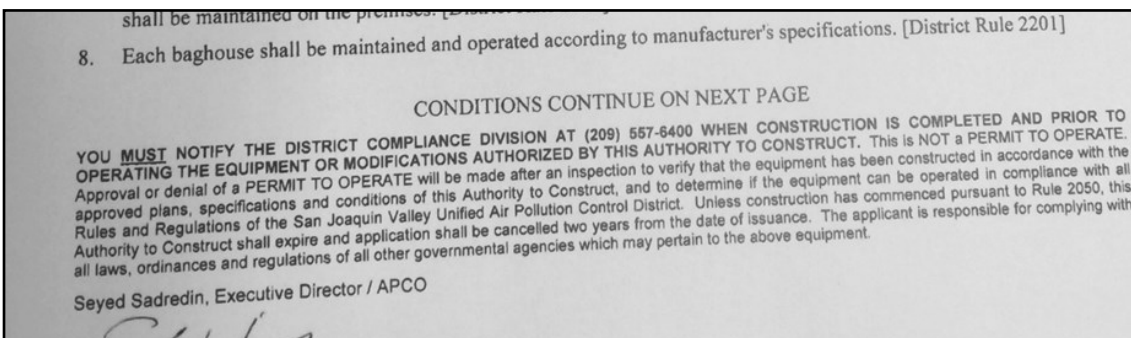 shall be maintained on the premises.
8. Each baghouse shall be maintained and operated according to manufacturer's specifications. [District Rule 2201]
CONDITIONS CONTINUE ON NEXT PAGE
YOU MUST NOTIFY THE DISTRICT COMPLIANCE DIVISION AT (209) 557-6400 WHEN CONSTRUCTION IS COMPLETED AND PRIOR TO
OPERATING THE EQUIPMENT OR MODIFICATIONS AUTHORIZED BY THIS AUTHORITY TO CONSTRUCT. This is NOT a PERMIT TO OPERATE.
Approval or denial of a PERMIT TO OPERATE will be made after an inspection to verify that the equipment has been constructed in accordance with the
approved plans, specifications and conditions of this Authority to Construct, and to determine if the equipment can be operated in compliance with all
Rules and Regulations of the San Joaquin Valley Unified Air Pollution Control District. Unless construction has commenced pursuant to Rule 2050, this
Authority to Construct shall expire and application shall be cancelled two years from the date of issuance. The applicant is responsible for complying with
all laws, ordinances and regulations of all other governmental agencies which may pertain to the above equipment.
Seyed Sadredin, Executive Director / APCO